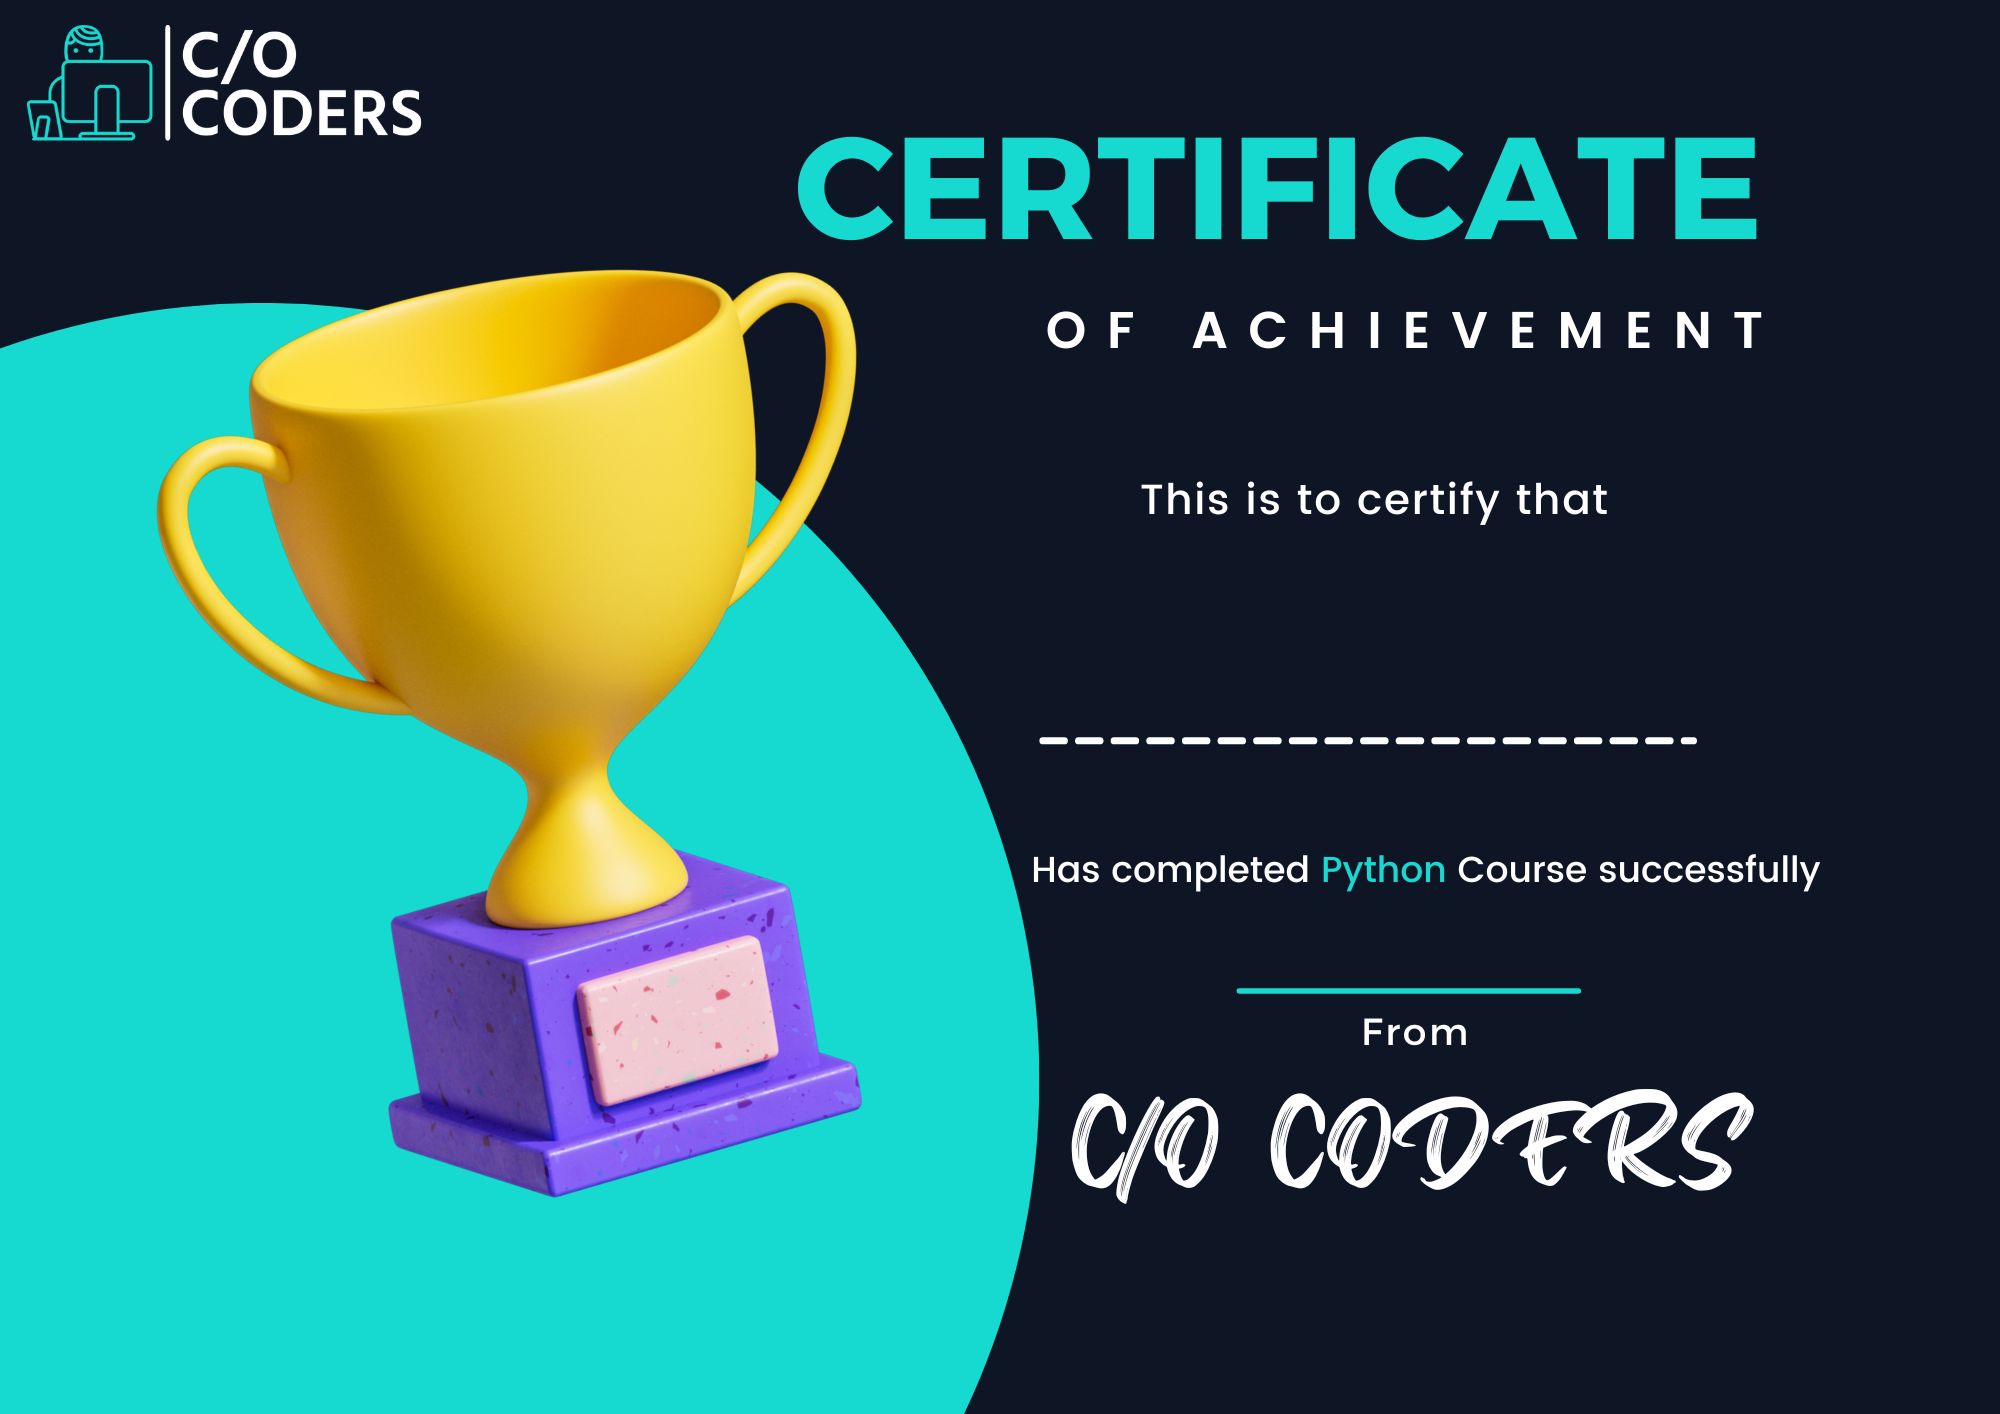 C/O
CODERS
CERTIFICATE
OF ACHIEVEMENT
This is to certify that
Has completed Python Course successfully
From
C/O CODERS